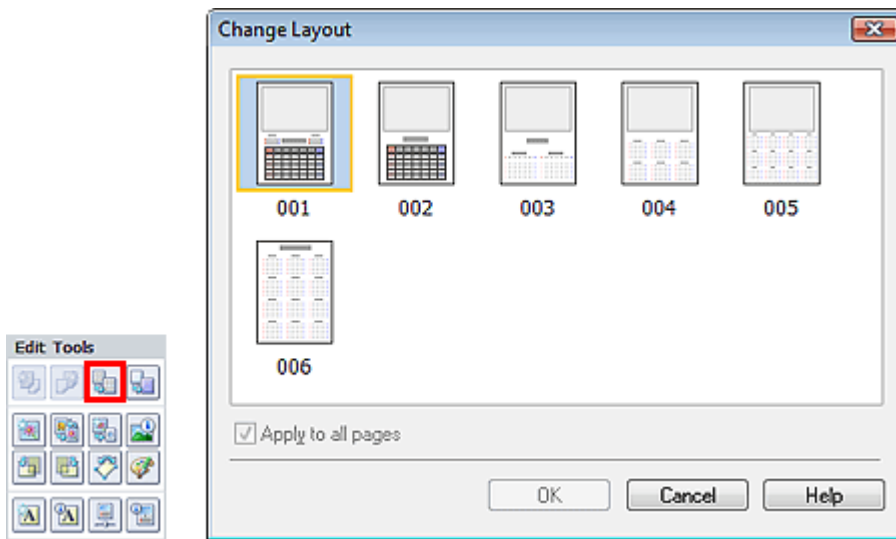 Change Layout
001 002 003 004 005
006
Edit Tools
Apply to all pages
OK Cancel Help